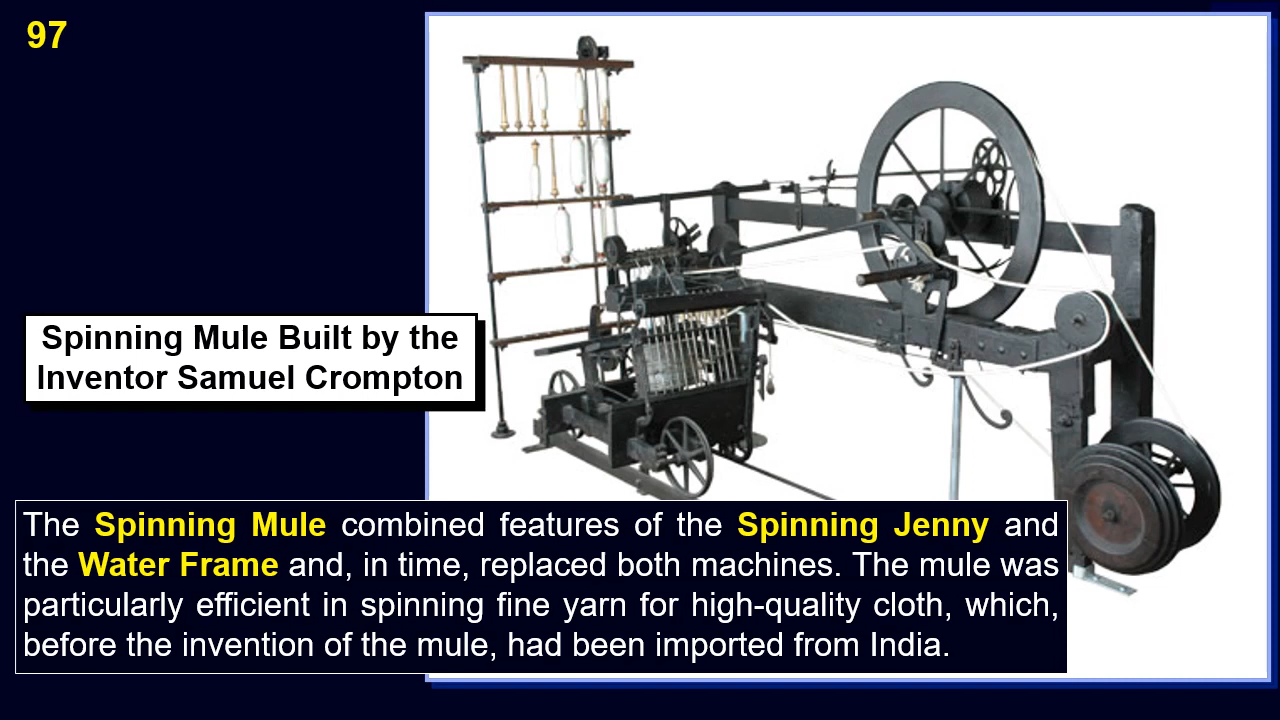 97
Spinning Mule Built by the
Inventor Samuel Crompton
The Spinning Mule combined features of the Spinning Jenny and
the Water Frame and, in time, replaced both machines. The mule was
particularly efficient in spinning fine yarn for high-quality cloth, which,
before the invention of the mule, had been imported from India.